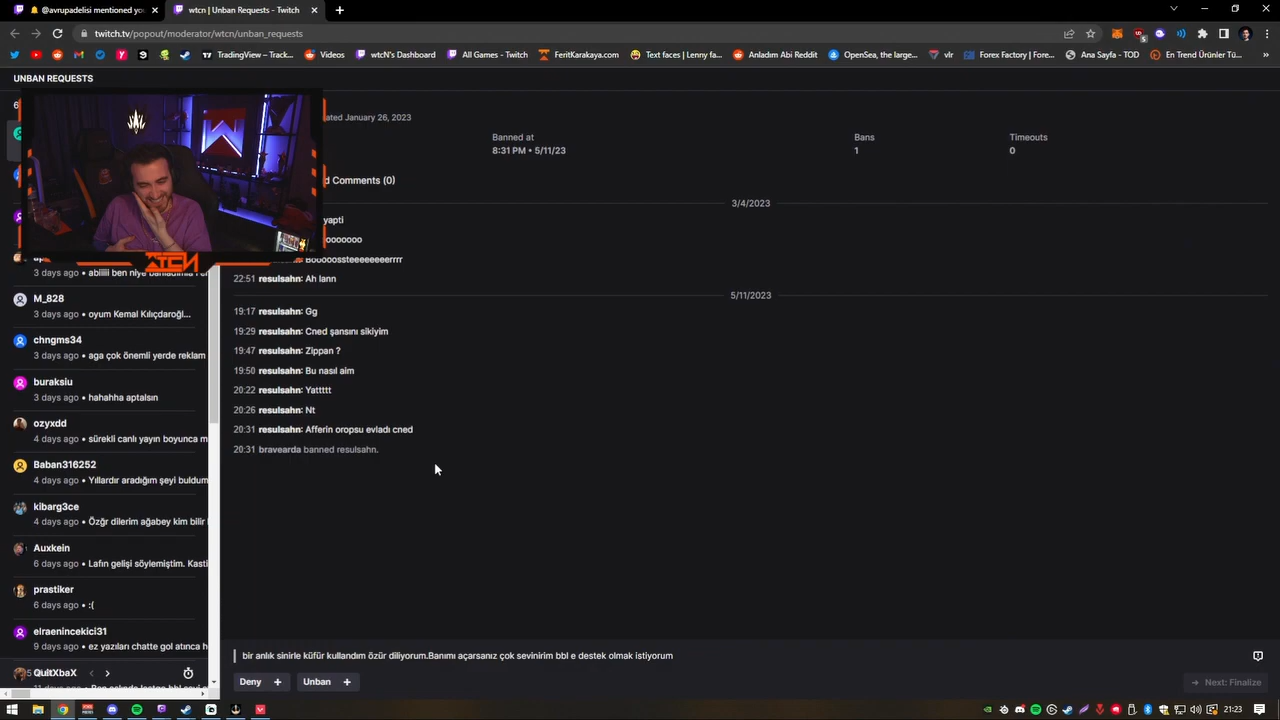 @avrupadelisi mentioned yo
wtcn | Unban Requests - Twitch
twitch.tv/popout/moderator/wtcn/unban_requests
TradingView – Track...
Videos
wtcN's Dashboard
All Games - Twitch
FeritKarakaya.com
Text faces | Lenny fa...
Anladım Abi Reddit
OpenSea, the large...
vlr
Forex Factory | Fore...
Ana Sayfa - TOD
En Trend Ürünler Tü...
»
UNBAN REQUESTS
6
ated January 26, 2023
Banned at
Bans
Timeouts
8:31 PM • 5/11/23
1
0
d Comments (0)
3/4/2023
yapti
ooooooo
Booooossteeeeeeeerrrr
WTCN
3 days ago •
22:51 resulsahn: Ah lann
5/11/2023
M_828
3 days ago • oyum Kemal Kılıçdaroğl...
chngms34
3 days ago • aga çok önemli yerde reklam
buraksiu
3 days ago • hahahha aptalsın
ozyxdd
4 days ago • sürekli canlı yayın boyunca m
Baban316252
4 days ago • Yıllardır aradığım şeyi buldum
kibarg3ce
4 days ago • Özğr dilerim ağabey kim bilir
Auxkein
6 days ago • Lafın gelişi söylemiştim. Kasti
prastiker
6 days ago • :(
elraenincekici31
9 days ago • ez yazıları chatte gol atınca h
QuitXbaX
19:17 resulsahn: Gg
19:29 resulsahn: Cned şansını sikiyim
19:47 resulsahn: Zippan ?
19:50 resulsahn: Bu nasıl aim
20:22 resulsahn: Yattttt
20:26 resulsahn: Nt
20:31 resulsahn: Afferin oropsu evladı cned
20:31 bravearda banned resulsahn.
bir anlık sinirle küfür kullandım özür diliyorum.Banımı açarsanız çok sevinirim bbl e destek olmak istiyorum
Deny +
Unban +
Next: Finalize
21:23